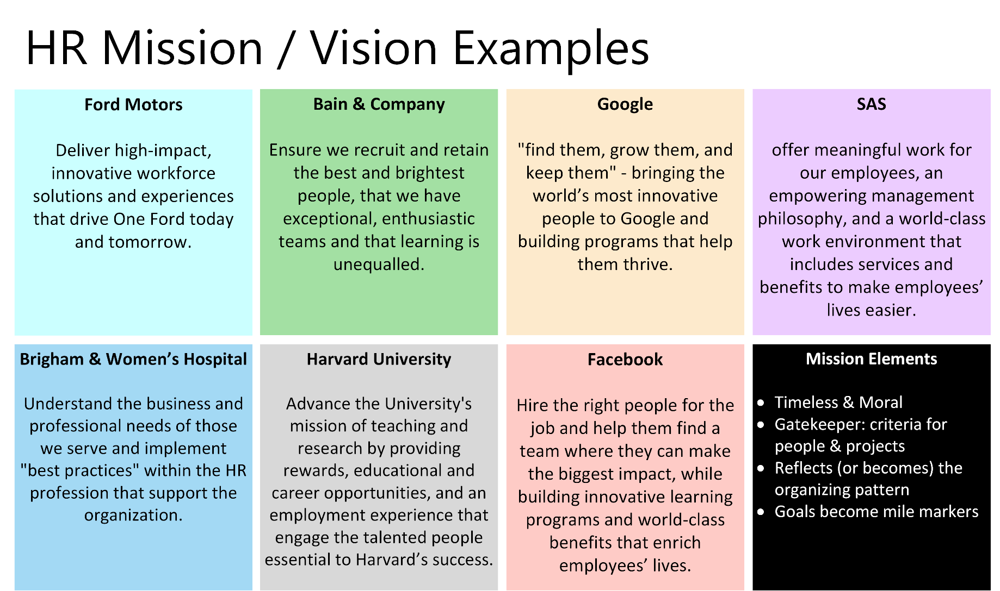 HR Mission / Vision Examples
Ford Motors
Deliver high-impact,
innovative workforce
solutions and experiences
that drive One Ford today
and tomorrow.
Bain & Company
Ensure we recruit and retain
the best and brightest
people, that we have
exceptional, enthusiastic
teams and that learning is
unequalled.
Google
"find them, grow them, and
keep them" - bringing the
world’s most innovative
people to Google and
building programs that help
them thrive.
SAS
offer meaningful work for
our employees, an
empowering management
philosophy, and a world-class
work environment that
includes services and
benefits to make employees’
lives easier.
Brigham & Women’s Hospital
Understand the business and
professional needs of those
we serve and implement
"best practices" within the HR
profession that support the
organization.
Harvard University
Advance the University's
mission of teaching and
research by providing
rewards, educational and
career opportunities, and an
employment experience that
engage the talented people
essential to Harvard’s success.
Facebook
Hire the right people for the
job and help them find a
team where they can make
the biggest impact, while
building innovative learning
programs and world-class
benefits that enrich
employees’ lives.
Mission Elements
• Timeless & Moral
• Gatekeeper: criteria for
people & projects
• Reflects (or becomes) the
organizing pattern
• Goals become mile markers